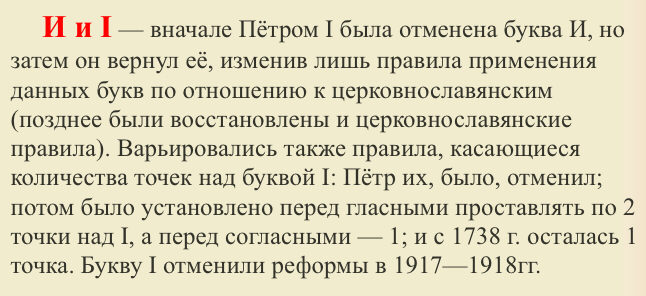 И и I — вначале Пётром I была отменена буква И, но
затем он вернул её, изменив лишь правила применения
данных букв по отношению к церковнославянским
(позднее были восстановлены и церковнославянские
правила). Варьировались также правила, касающиеся
количества точек над буквой I: Пётр их, было, отменил;
потом было установлено перед гласными проставлять по 2
точки над I, а перед согласными — 1; и с 1738 г. осталась 1
точка. Букву I отменили реформы в 1917—1918гг.